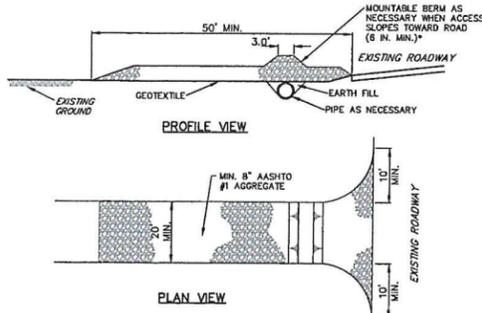 MOUNTABLE BERM AS
NECESSARY WHEN ACCESS
SLOPES TOWARD ROAD
(6 IN. MIN.)*
50' MIN.
3.0'
EXISTING ROADWAY
EXISTING
GROUND
GEOTEXTILE
EARTH FILL
PIPE AS NECESSARY
PROFILE VIEW
MIN. 8" AASHTO
#1 AGGREGATE
10'
MIN.
20'
MIN.
EXISTING ROADWAY
10'
MIN.
PLAN VIEW